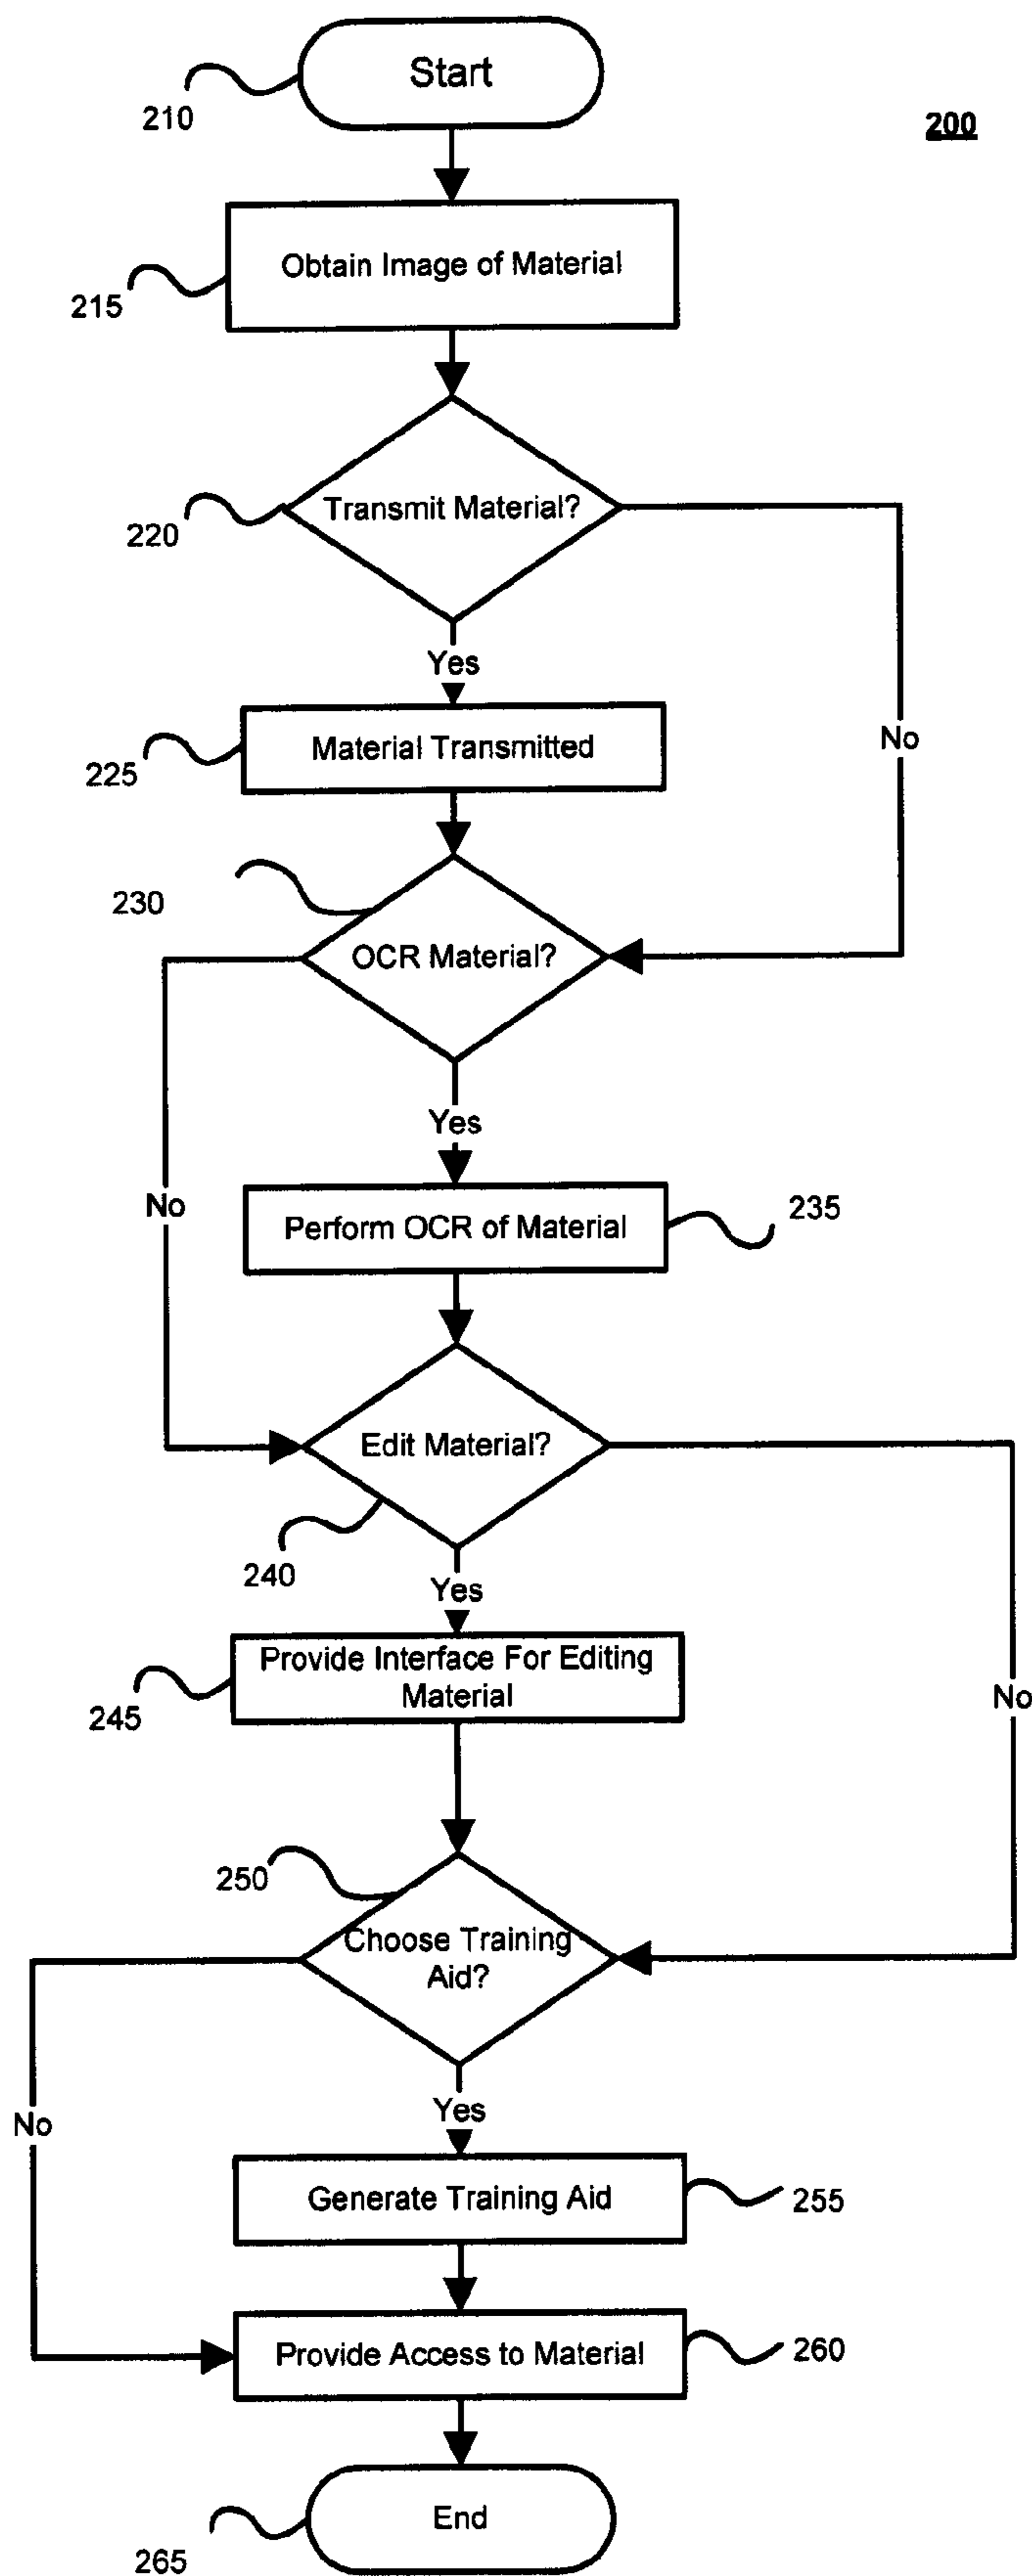 Start
210
200
Obtain Image of Material
215
Transmit Material?
220
Yes
No
Material Transmitted
225
230
OCR Material?
Yes
No
Perform OCR of Material
235
Edit Material?
240
Yes
No
Provide Interface For Editing
Material
245
250
Choose Training
Aid?
Yes
No
Generate Training Aid
255
Provide Access to Material
260
End
265